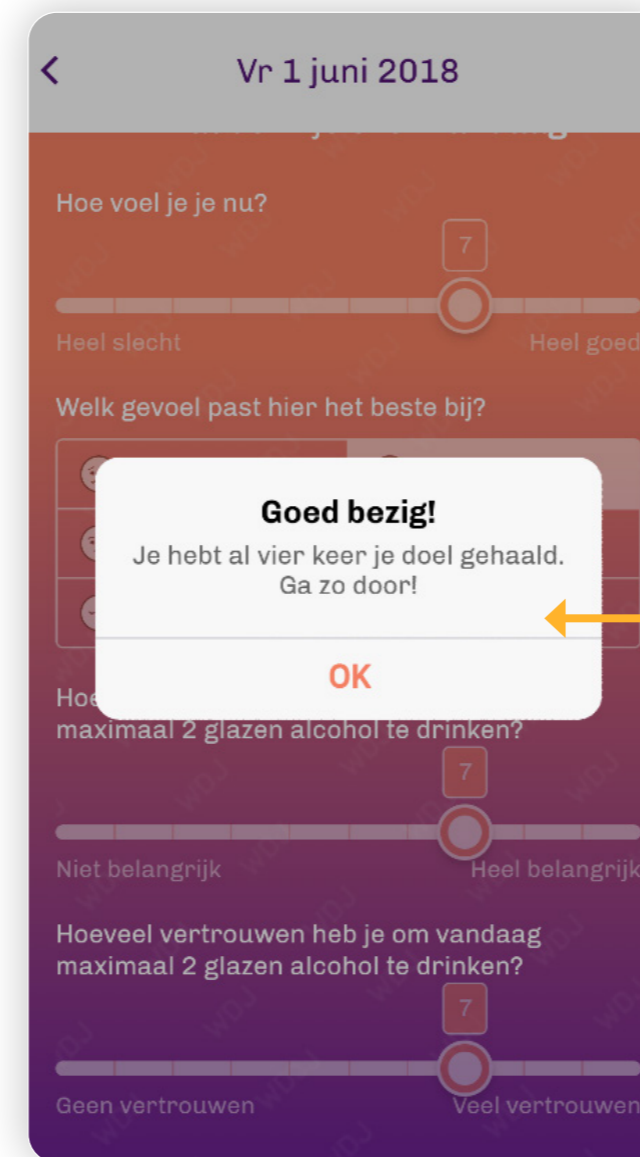 Vr 1 juni 2018
Hoe voel je je nu?
7
Heel slecht
Heel goed
Welk gevoel past hier het beste bij?
Goed bezig!
Je hebt al vier keer je doel gehaald.
Ga zo door!
OK
maximaal 2 glazen alcohol te drinken?
7
Niet belangrijk
Heel belangrijk
Hoeveel vertrouwen heb je om vandaag
maximaal 2 glazen alcohol te drinken?
7
Geen vertrouwen
Veel vertrouwen
WDJ